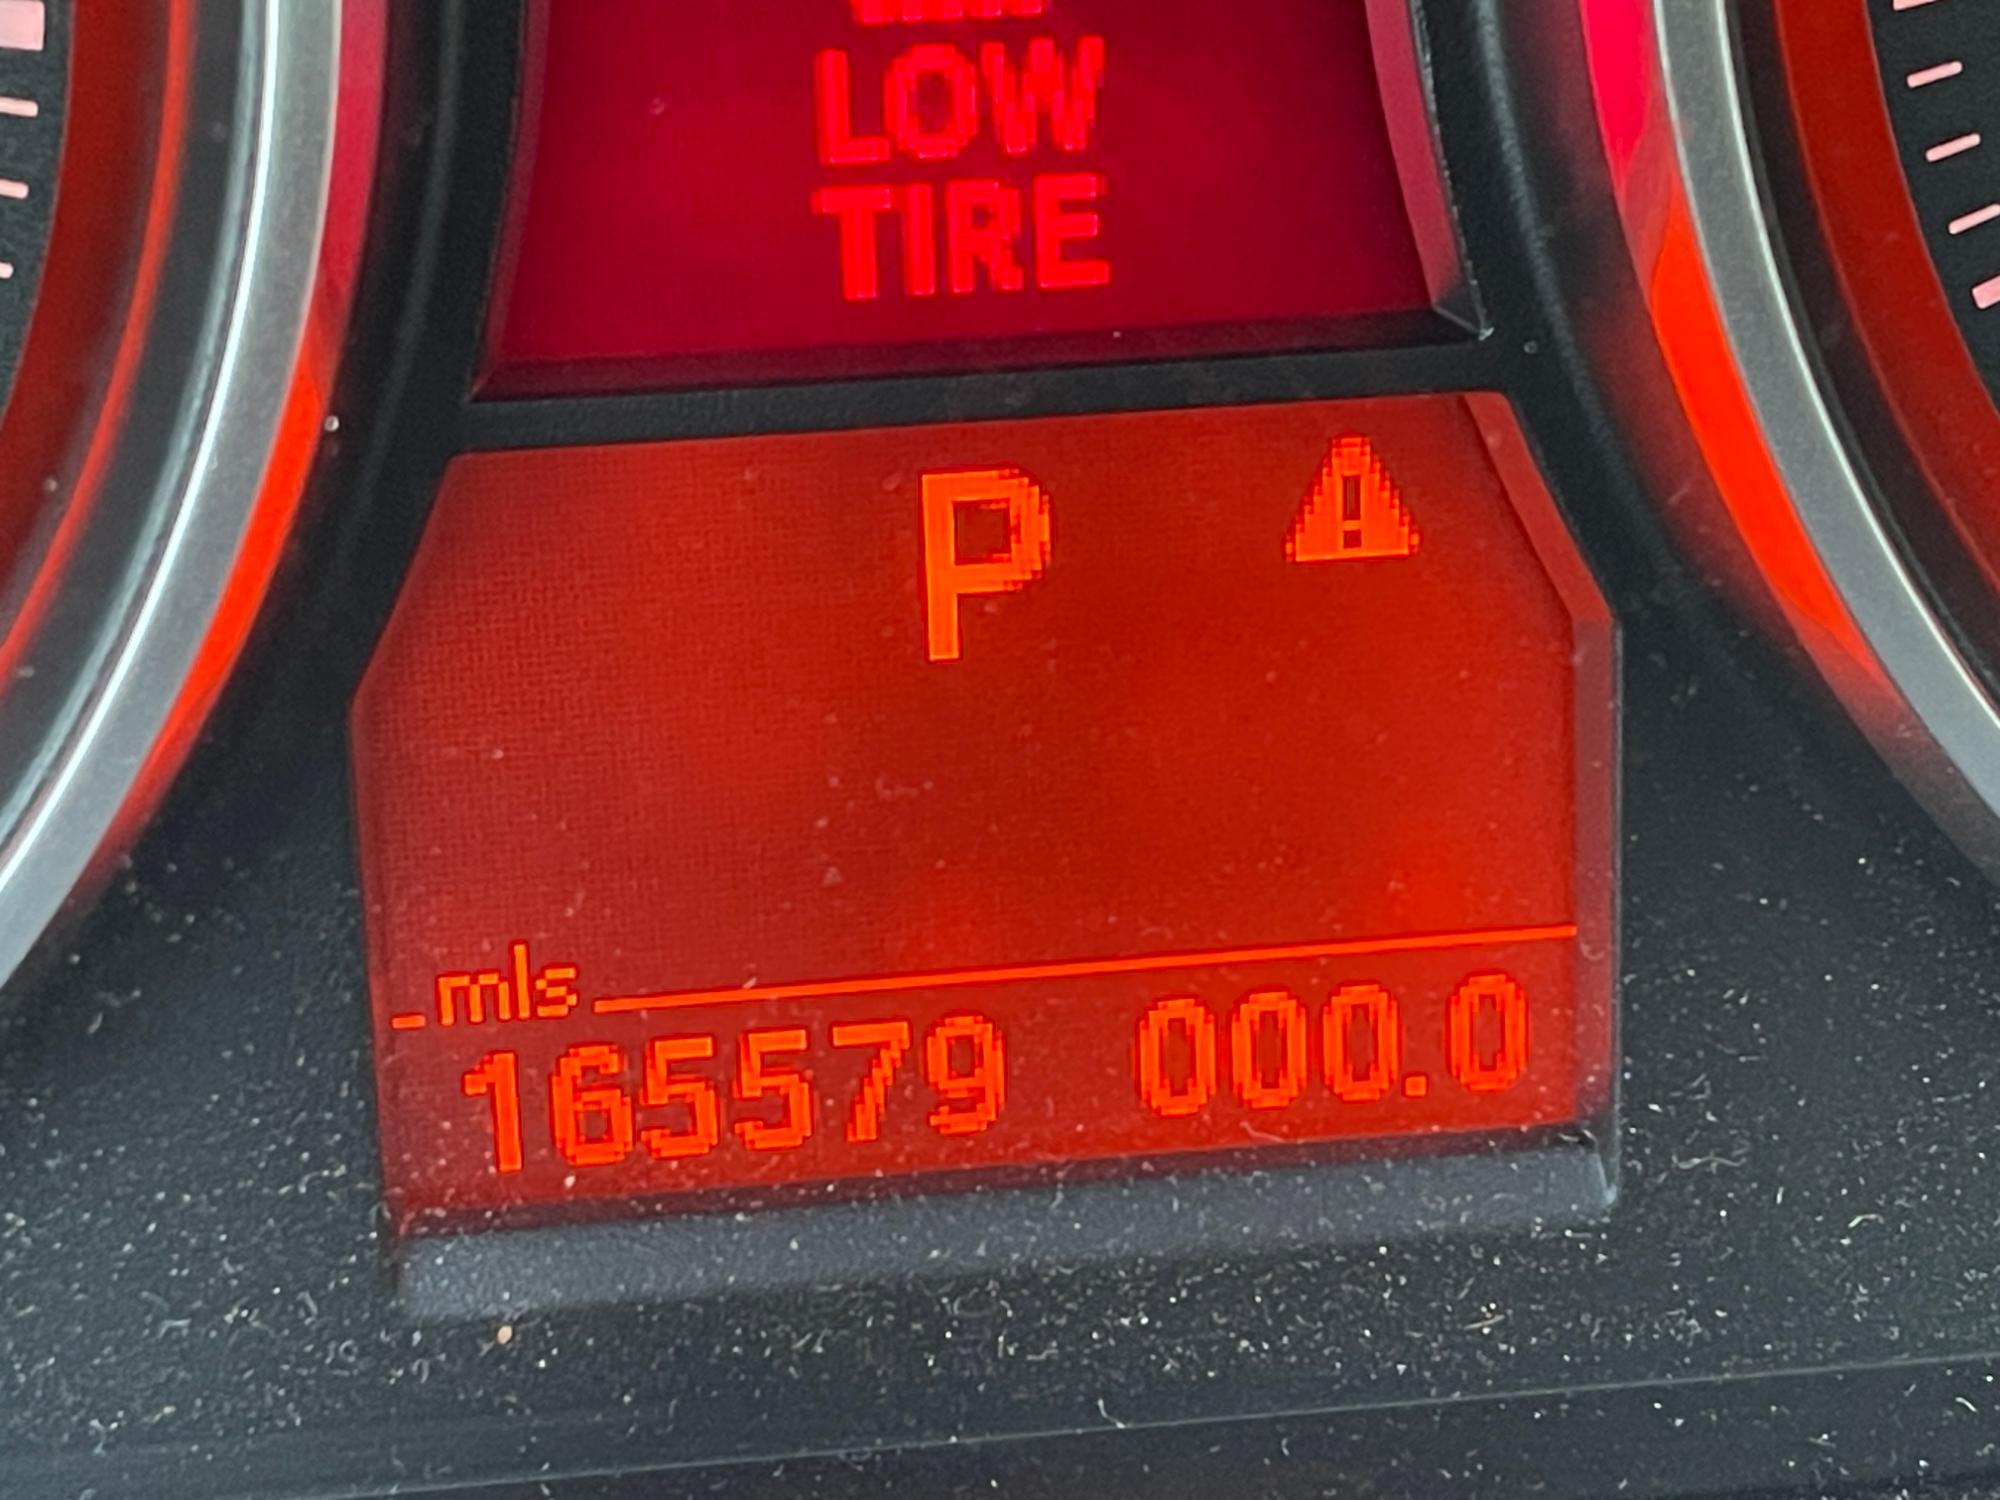 LOW
TIRE
P
mls
165579 000.0